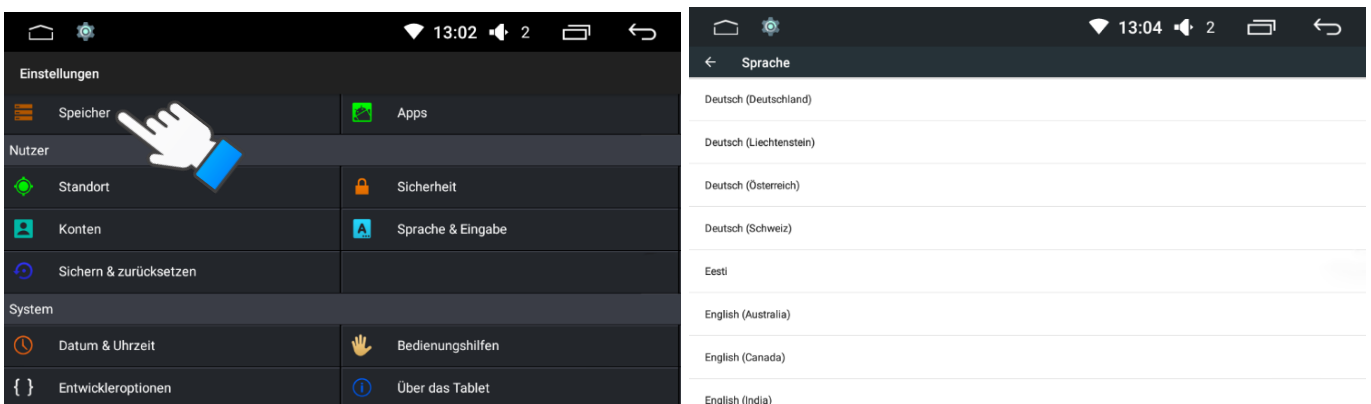 13:02 2
Einstellungen
Speicher Apps
Nutzer
Standort Sicherheit
Konten Sprache & Eingabe
Sichern & zurücksetzen
System
Datum & Uhrzeit Bedienungshilfen
{ } Entwickleroptionen Über das Tablet
13:04 2
Sprache
Deutsch (Deutschland)
Deutsch (Liechtenstein)
Deutsch (Österreich)
Deutsch (Schweiz)
Eesti
English (Australia)
English (Canada)
English (India)